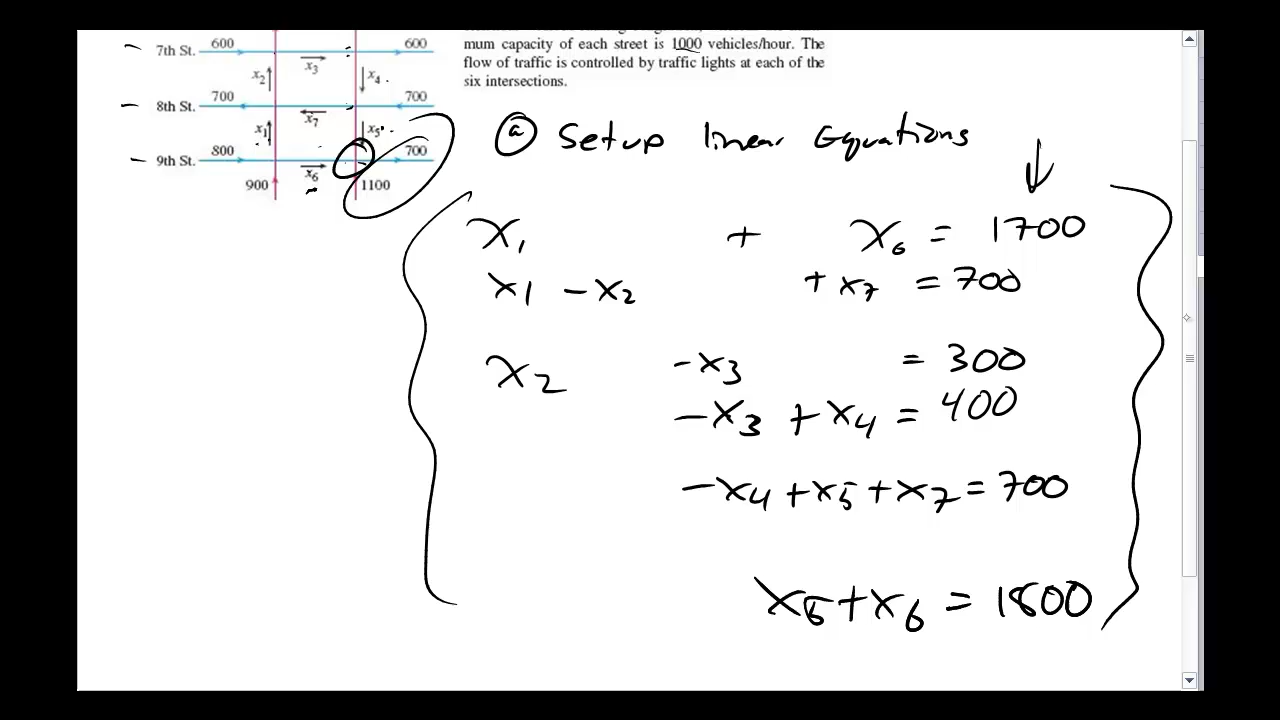 7th St. 600 600
x3
x2 x4
8th St. 700 700
x7
x1 x5
9th St. 800 700
x6
900 1100
mum capacity of each street is 1000 vehicles/hour. The
flow of traffic is controlled by traffic lights at each of the
six intersections.
a Setup linear Equations
x1 + x6 = 1700
x1 - x2 + x7 = 700
x2 - x3 = 300
-x3 + x4 = 400
-x4 + x5 + x7 = 700
x5 + x6 = 1800